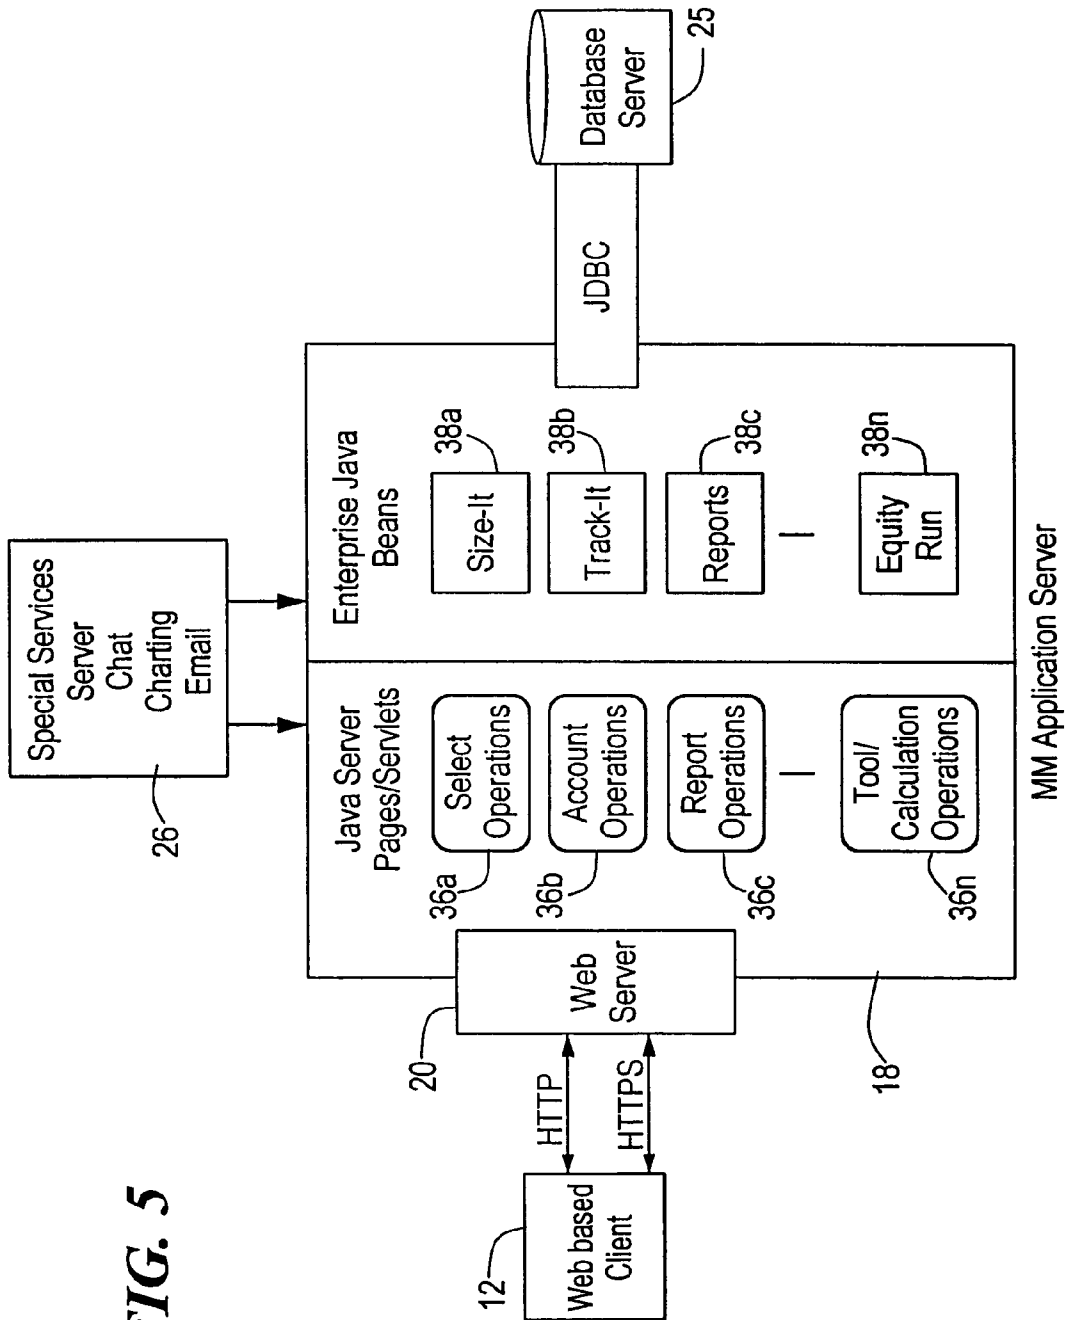 FIG. 5
Special Services
Server
Chat
Charting
Email
26
Java Server
Pages/Servlets
Enterprise Java
Beans
36a
Select
Operations
Size-It
38a
36b
Account
Operations
Track-It
38b
36c
Report
Operations
Reports
38c
36n
Tool/
Calculation
Operations
Equity
Run
38n
20
Web
Server
HTTP
HTTPS
12
Web based
Client
18
JDBC
Database
Server
25
MM Application Server